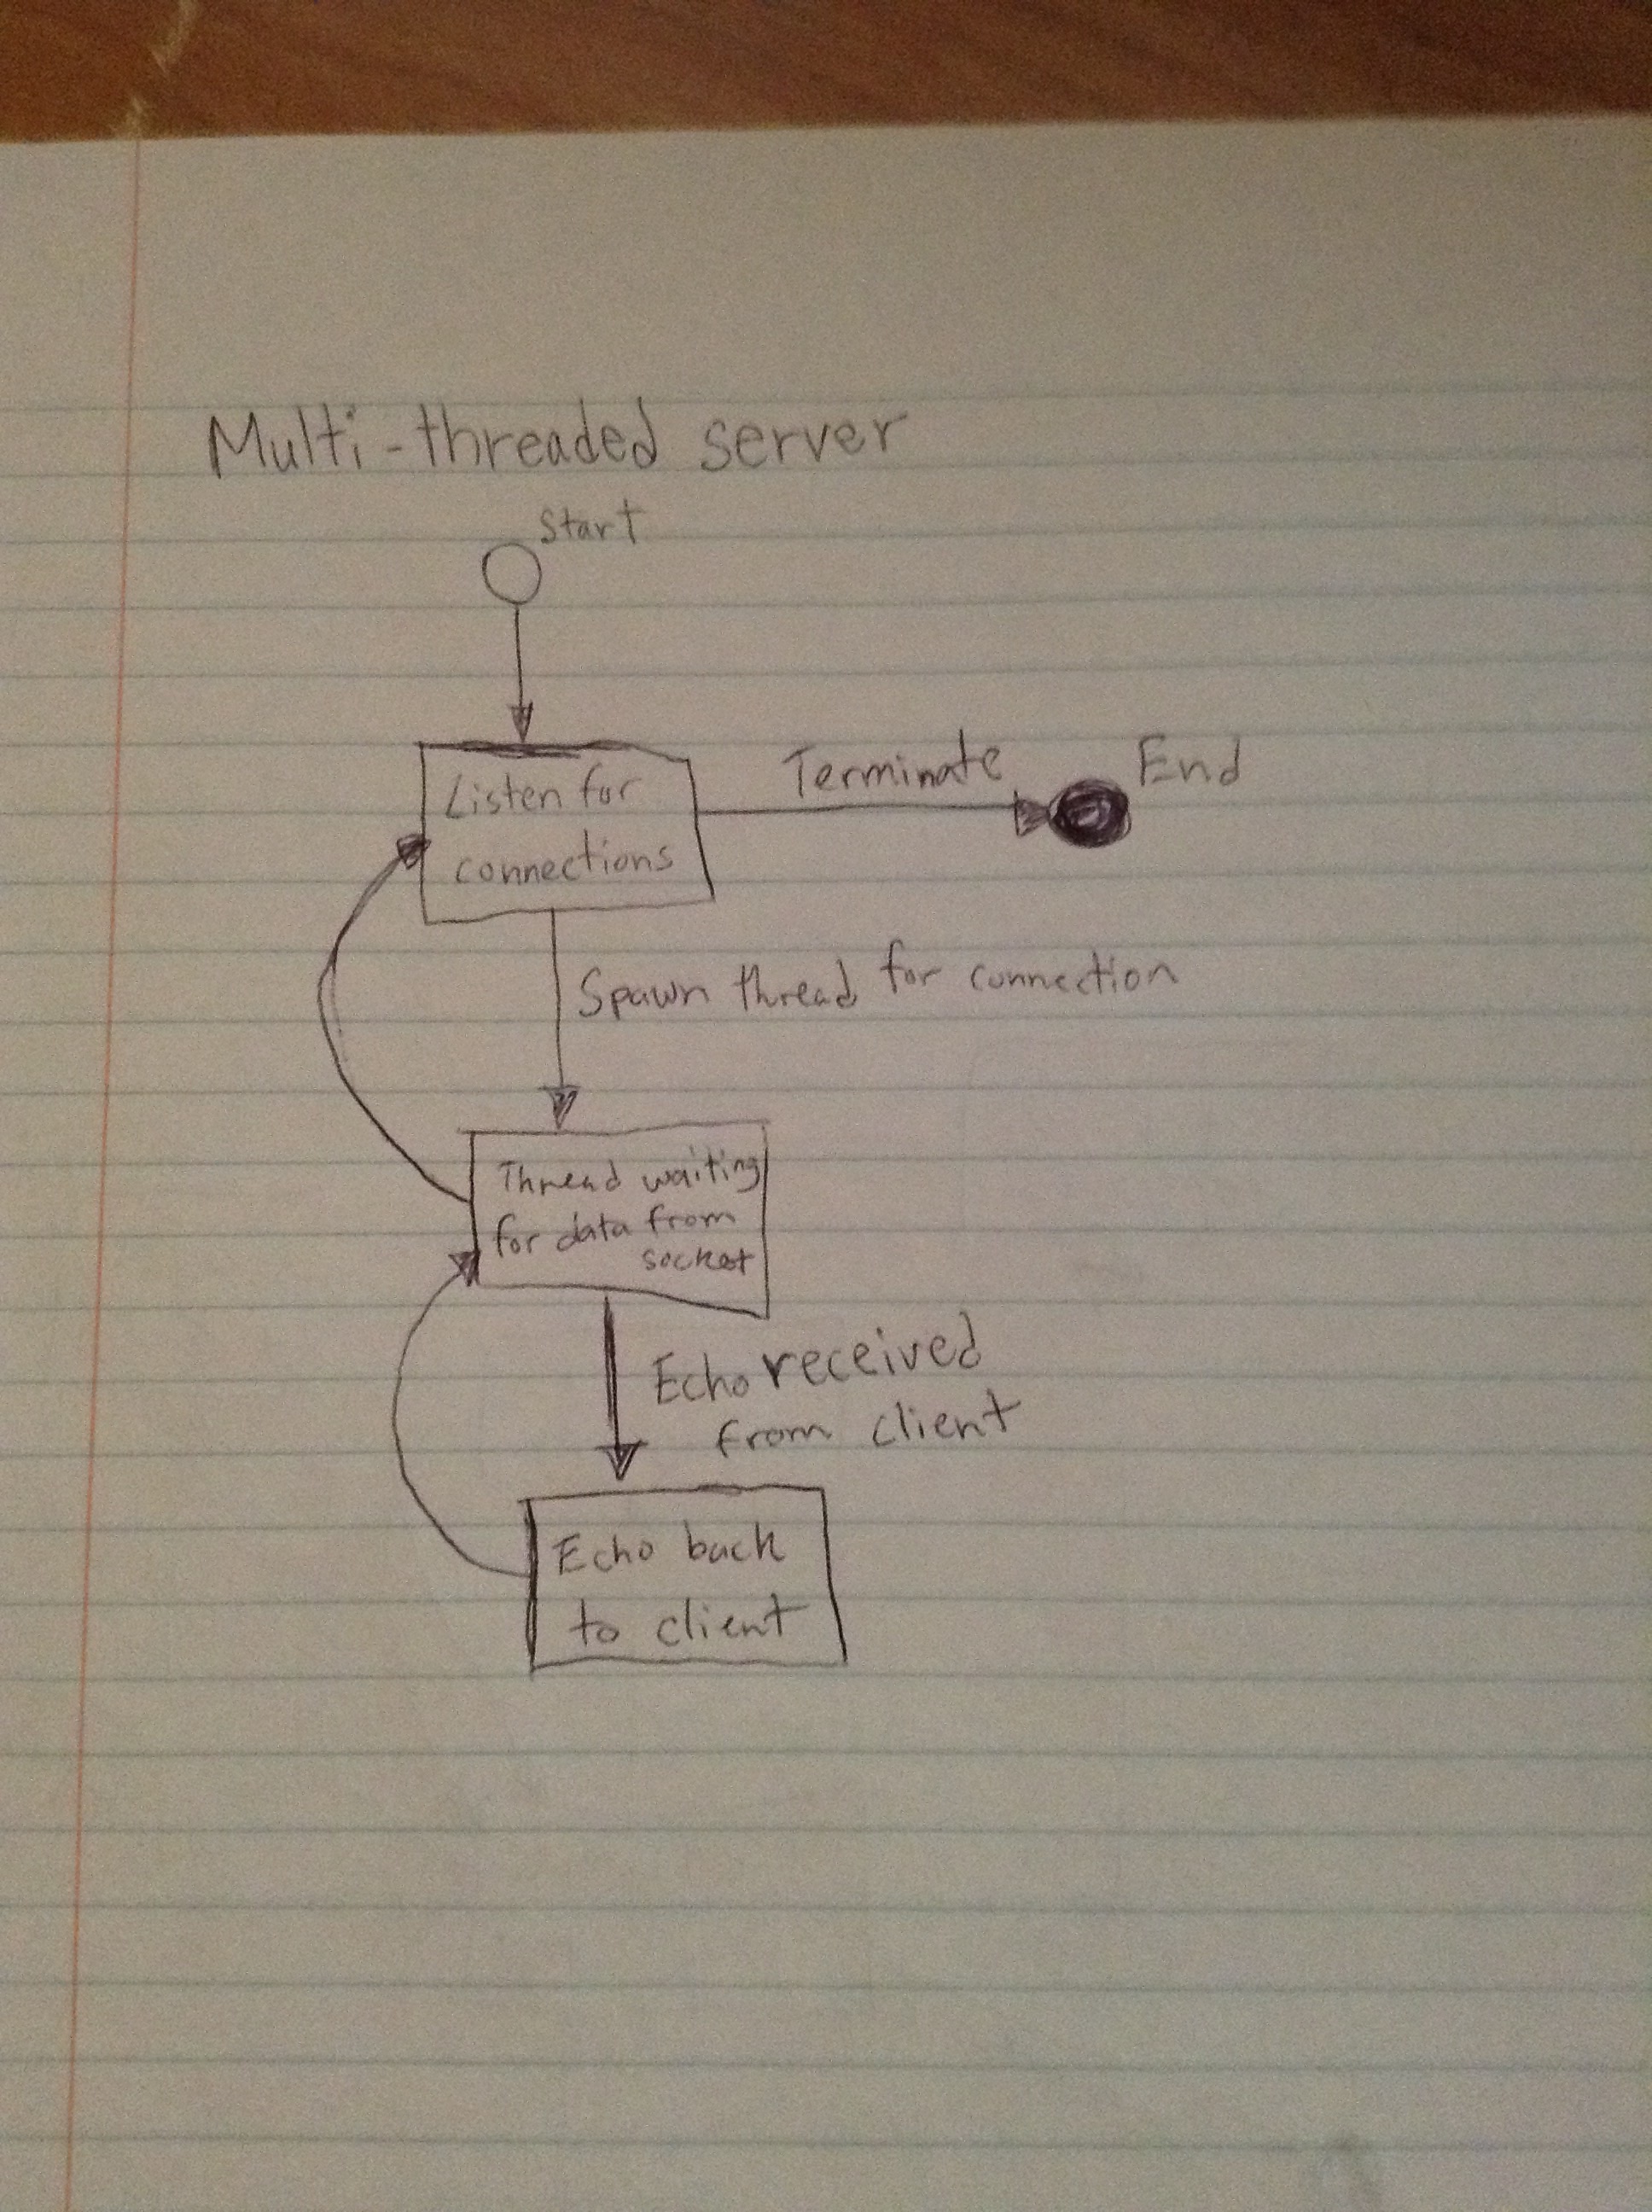 Multi-threaded server
Start
Listen for
connections
Terminate
End
Spawn thread for connection
Thread waiting
for data from
socket
Echo received
from client
Echo back
to client